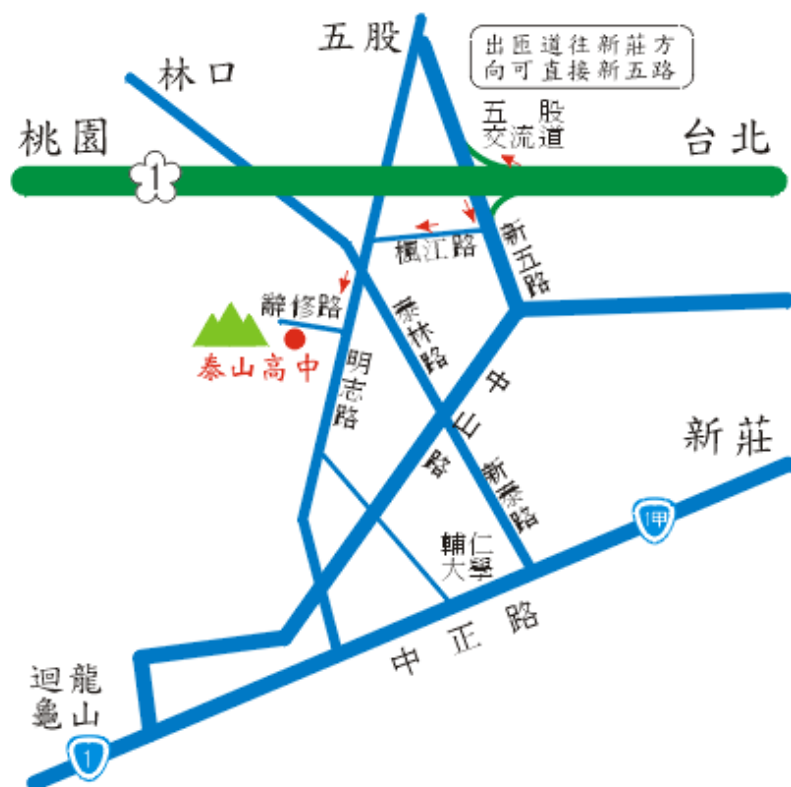 五股
出匝道往新莊方
向可直接新五路
林口
五股
交流道
桃園
1
台北
新五路
楓江路
辭修路
泰林路
泰山高中
明志路
中山路
新莊
新泰路
1甲
輔仁
大學
中正路
迴龍
龜山
1